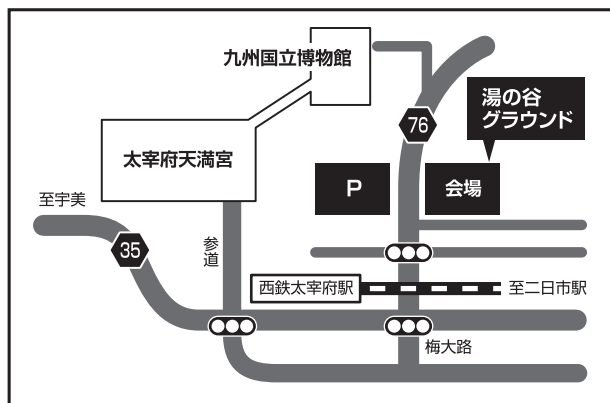 九州国立博物館
湯の谷
グラウンド
76
太宰府天満宮
P
会場
至宇美
35
参道
西鉄太宰府駅
至二日市駅
梅大路